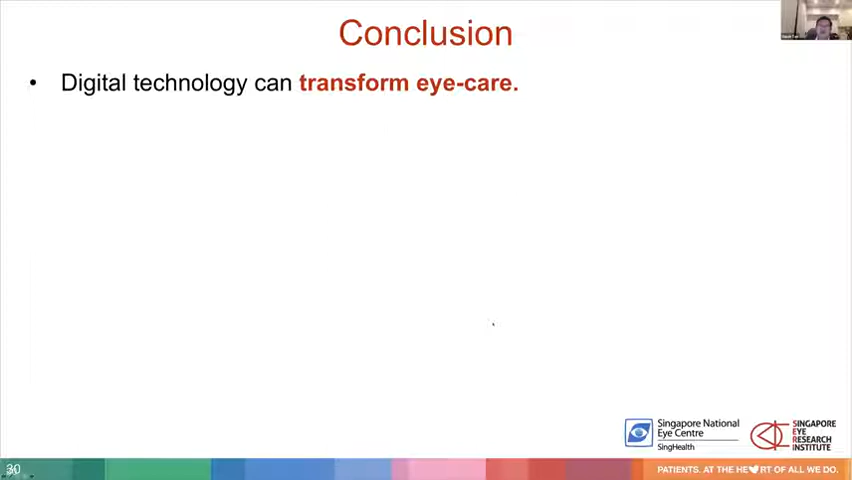 Conclusion
• Digital technology can transform eye-care.
Singapore National
Eye Centre
SingHealth
SINGAPORE
EYE
RESEARCH
INSTITUTE
30
PATIENTS. AT THE HE RT OF ALL WE DO.